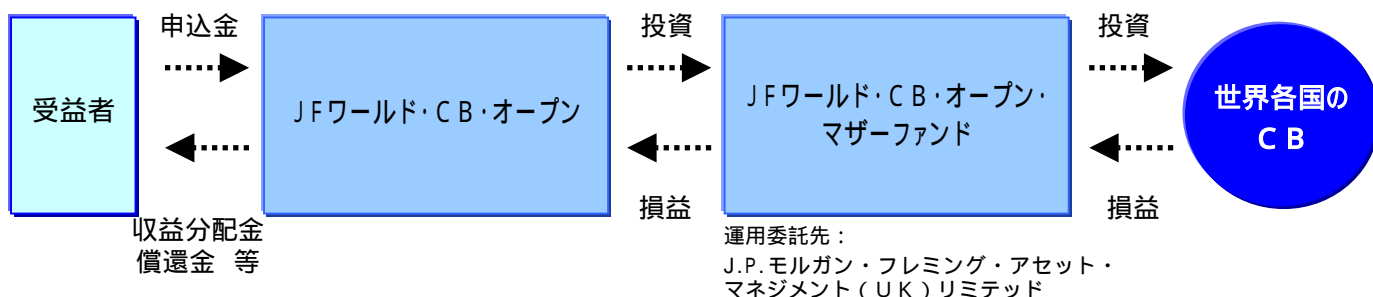 申込金
投資
投資
受益者
JFワールド・CB・オープン
JFワールド・CB・オープン・
マザーファンド
世界各国の
CB
収益分配金
償還金 等
損益
損益
運用委託先：
J.P.モルガン・フレミング・アセット・
マネジメント（UK）リミテッド